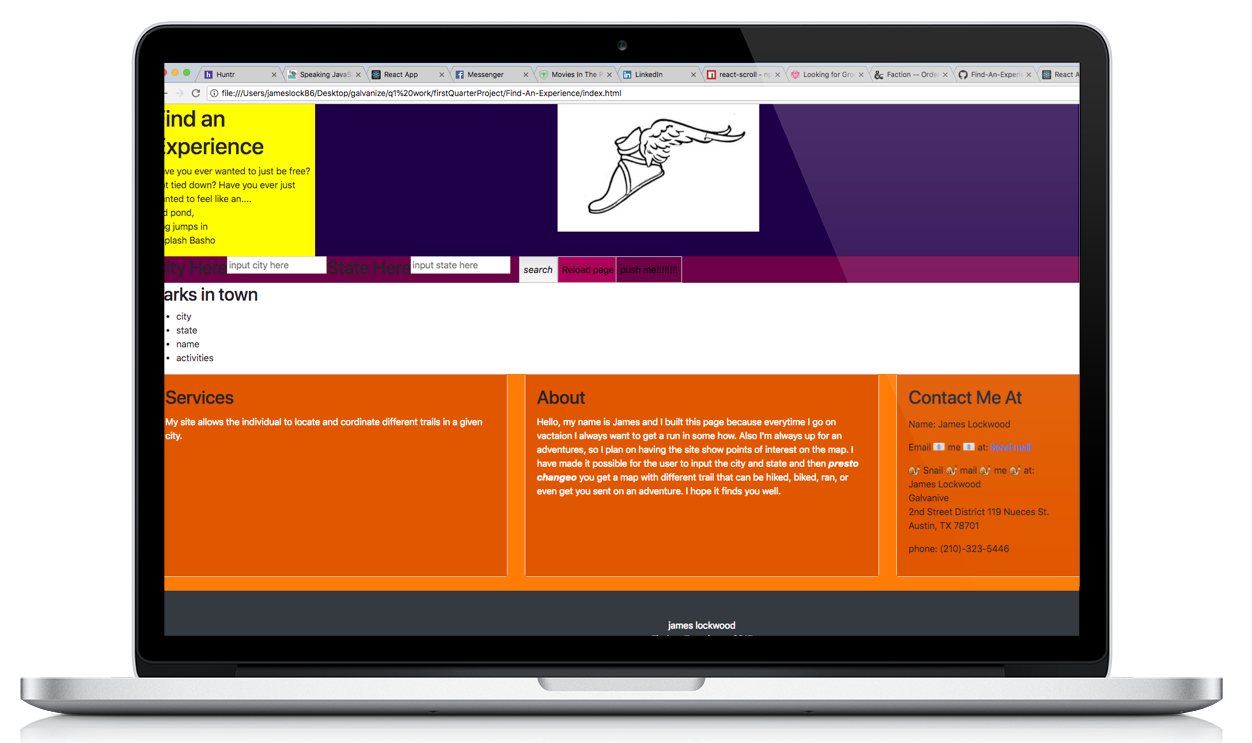 Huntr
Speaking JavaS
React App
Messenger
Movies In The P
LinkedIn
react-scroll - np
Looking for Gro
Faction -- Orde
Find-An-Experi
React A
file:///Users/jameslock86/Desktop/galvanize/q1%20work/firstQuarterProject/Find-An-Experience/index.html
ind an
xperience
ve you ever wanted to just be free?
t tied down? Have you ever just
nted to feel like an....
d pond,
g jumps in
plash Basho
ity Here input city here State Here input state here search Reload page push me!!!!!!!!
arks in town
• city
• state
• name
• activities
Services
My site allows the individual to locate and cordinate different trails in a given
city.
About
Hello, my name is James and I built this page because everytime I go on
vactaion I always want to get a run in some how. Also I'm always up for an
adventures, so I plan on having the site show points of interest on the map. I
have made it possible for the user to input the city and state and then presto
changeo you get a map with different trail that can be hiked, biked, ran, or
even get you sent on an adventure. I hope it finds you well.
Contact Me At
Name: James Lockwood
Email 📧 me 📧 at: Send mail
🐌 Snail 🐌 mail 🐌 me 🐌 at:
James Lockwood
Galvanive
2nd Street District 119 Nueces St.
Austin, TX 78701
phone: (210)-323-5446
james lockwood